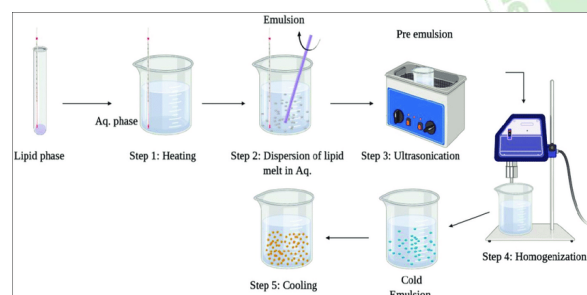 Emulsion
Pre emulsion
Aq. phase
Lipid phase
Step 1: Heating
Step 2: Dispersion of lipid
melt in Aq.
Step 3: Ultrasonication
Step 4: Homogenization
Step 5: Cooling
Cold
Emulsion